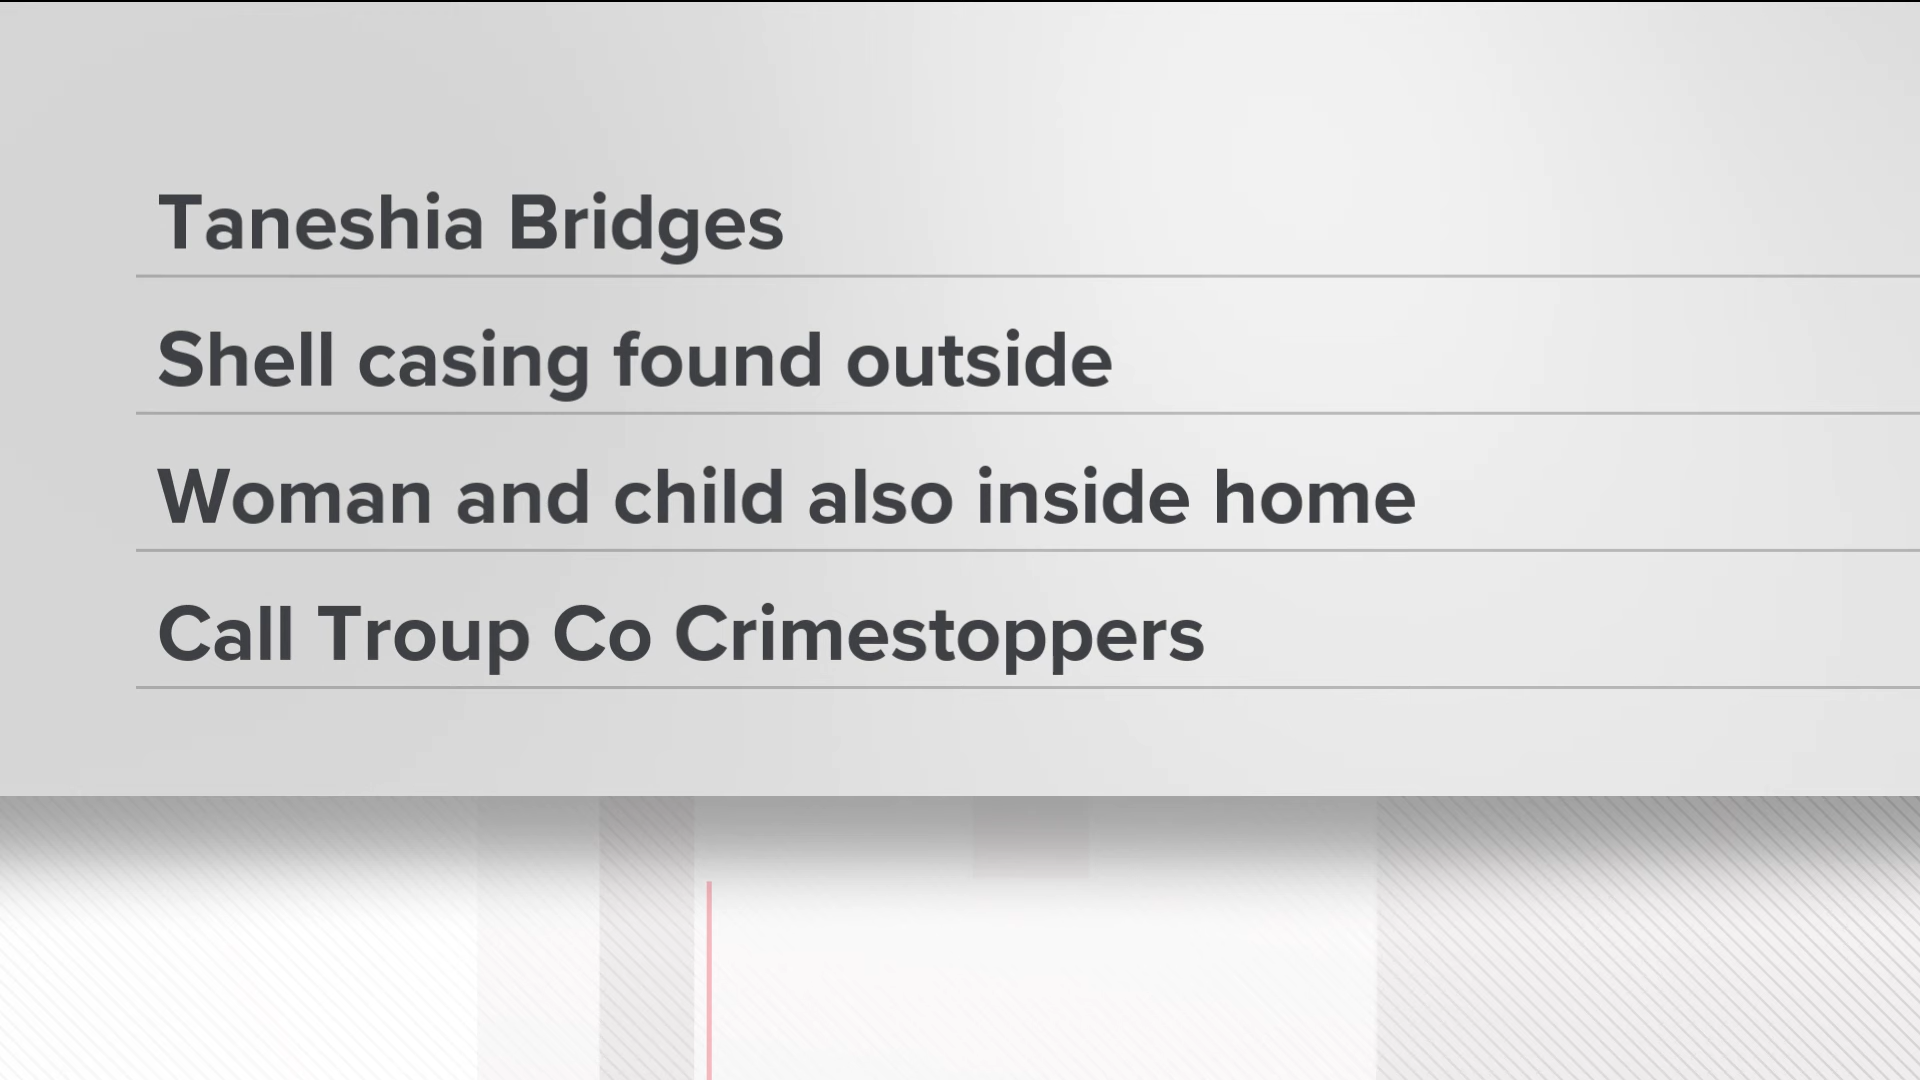 Taneshia Bridges
Shell casing found outside
Woman and child also inside home
Call Troup Co Crimestoppers